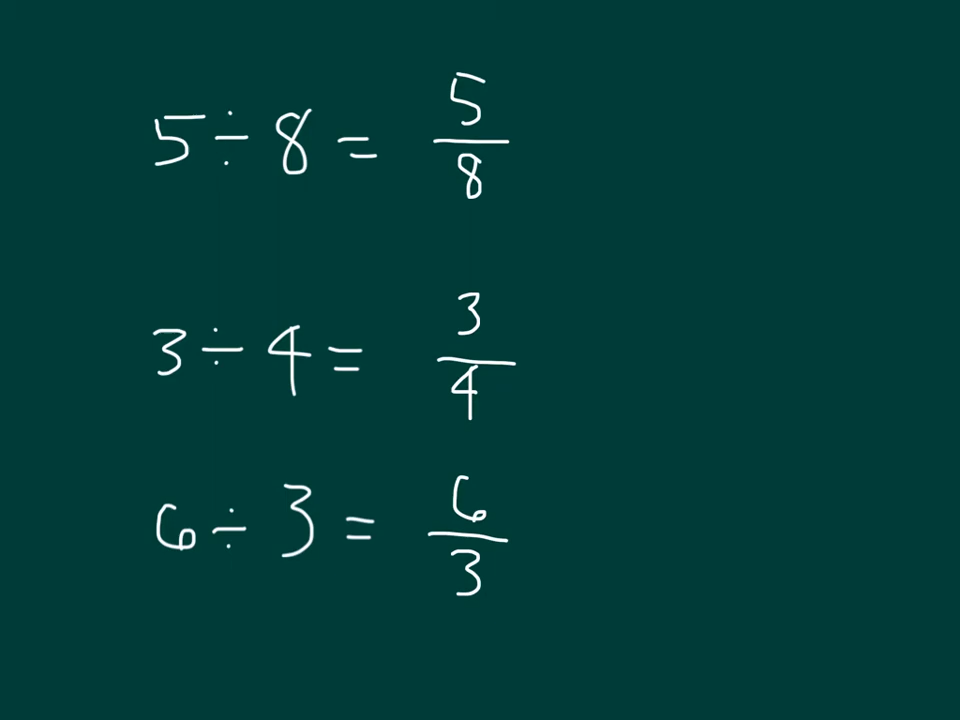 5 ÷ 8 = 5/8
3 ÷ 4 = 3/4
6 ÷ 3 = 6/3